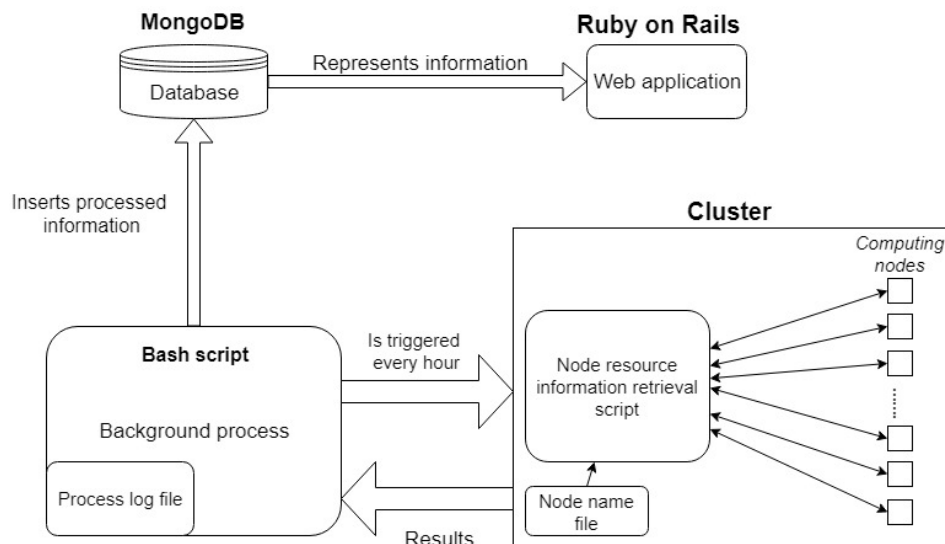 MongoDB
Ruby on Rails
Database
Represents information
Web application
Inserts processed
information
Cluster
Computing
nodes
Bash script
Background process
Process log file
Is triggered
every hour
Node resource
information retrieval
script
Node name
file
Results